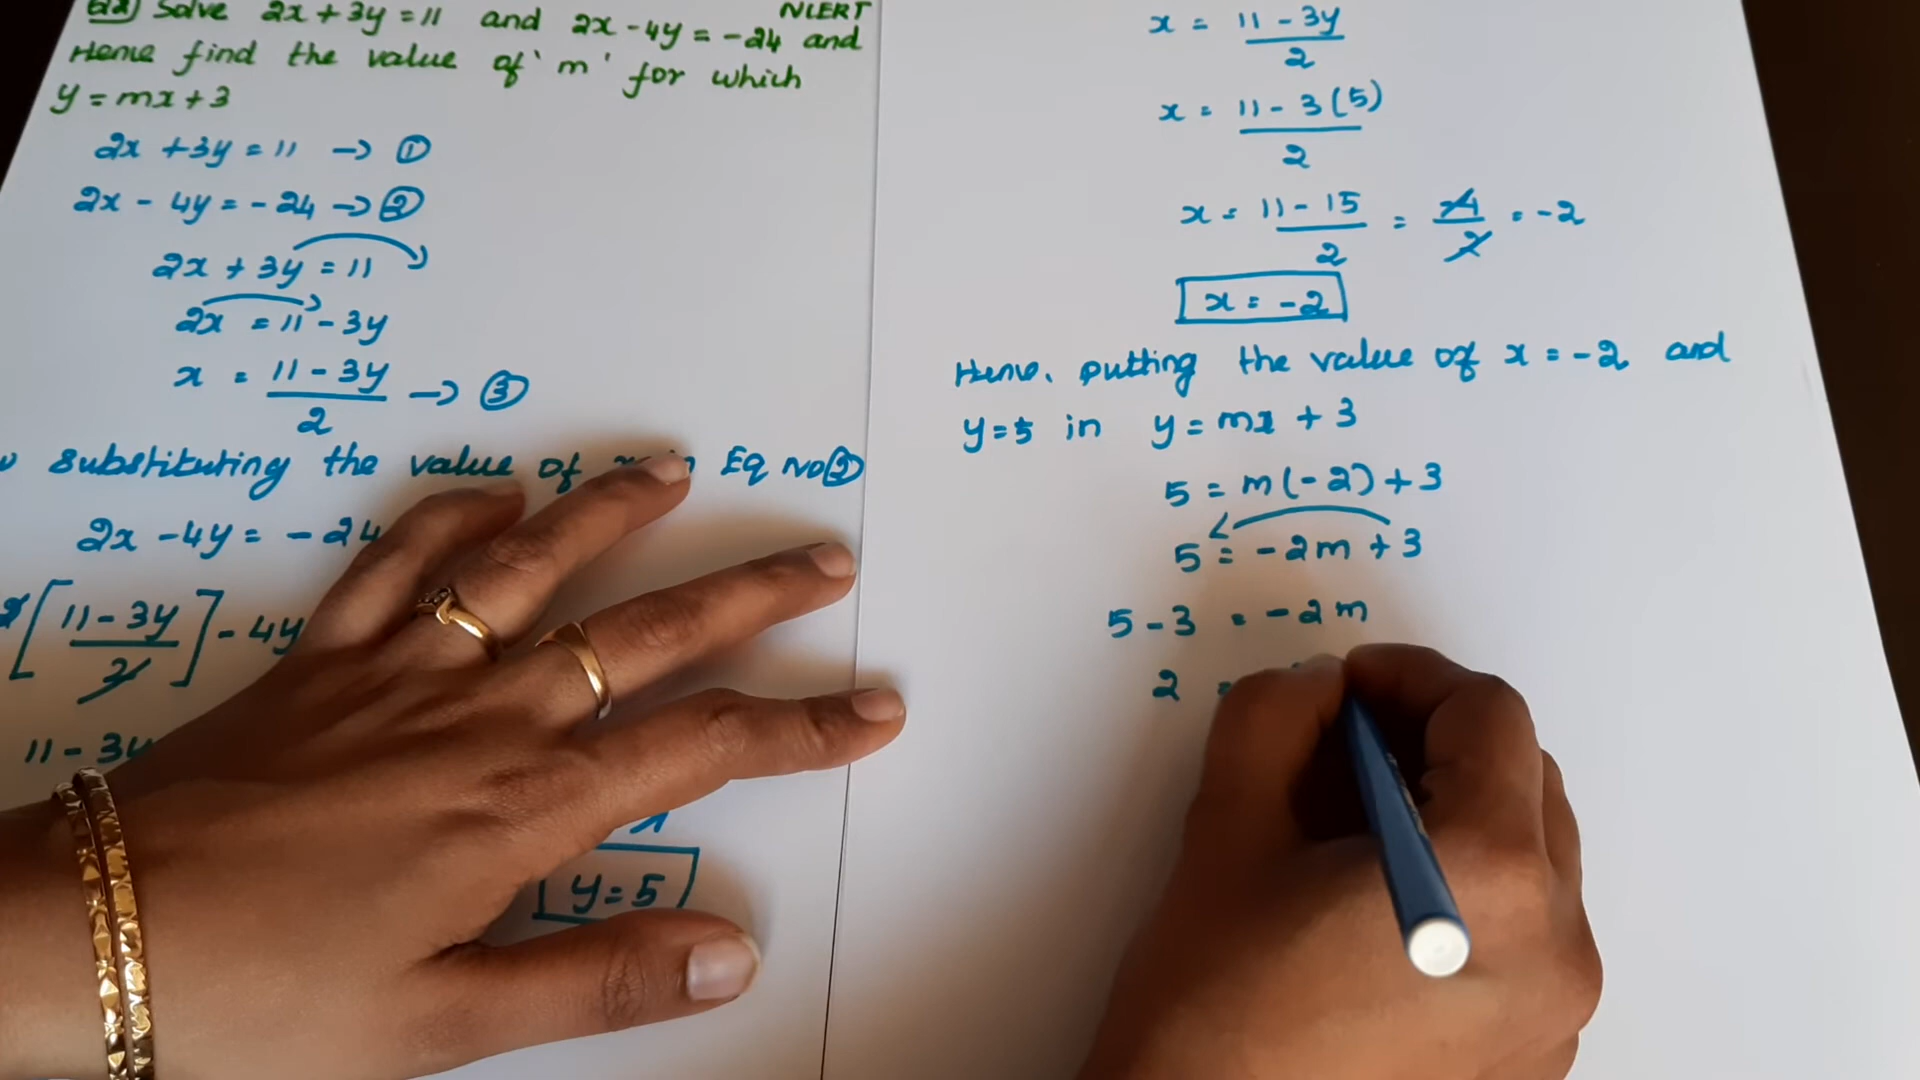 Solve 2x + 3y = 11 and 2x - 4y = -24 and
NCERT
Hence find the value of 'm' for which
y = mx + 3
2x + 3y = 11 → ①
2x - 4y = -24 → ②
2x + 3y = 11
2x = 11 - 3y
x = 11 - 3y / 2 → ③
substituting the value of Eq No ②
2x - 4y = -24
2[11 - 3y / 2] - 4y
11 - 3y
y = 5
x = 11 - 3y / 2
x = 11 - 3(5) / 2
x = 11 - 15 / 2 = -4 / 2 = -2
x = -2
Hence, putting the value of x = -2 and
y = 5 in y = mx + 3
5 = m(-2) + 3
5 = -2m + 3
5 - 3 = -2m
2 =